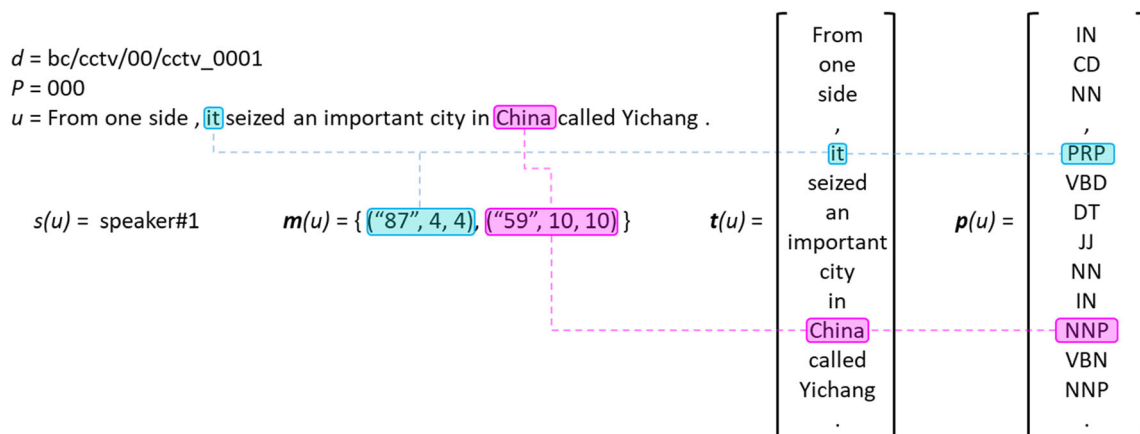 d = bc/cctv/00/cctv_0001
P = 000
u = From one side , it seized an important city in China called Yichang .
s(u) = speaker#1
m(u) = { (“87”, 4, 4), (“59”, 10, 10) }
t(u) =
From
one
side
,
it
seized
an
important
city
in
China
called
Yichang
.
p(u) =
IN
CD
NN
,
PRP
VBD
DT
JJ
NN
IN
NNP
VBN
NNP
.